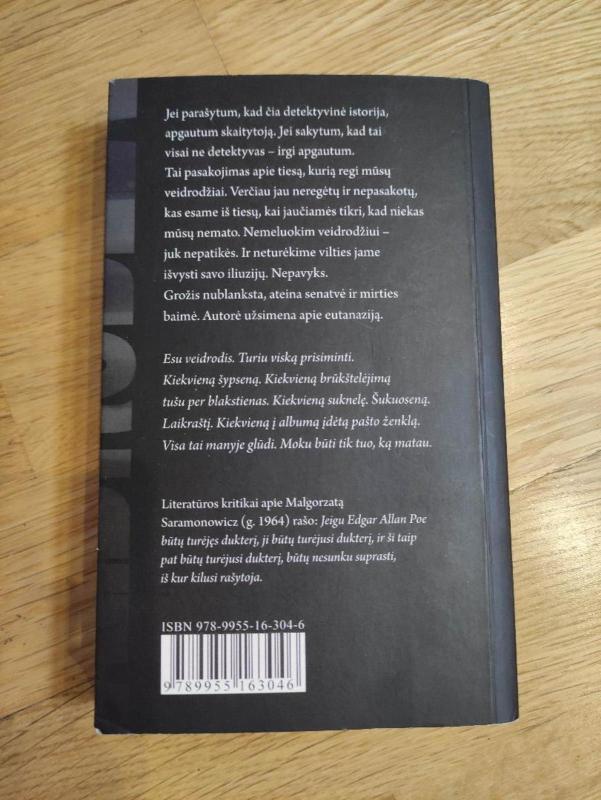 Jei parašytum, kad čia detektyvinė istorija,
apgautum skaitytoją. Jei sakytum, kad tai
visai ne detektyvas – irgi apgautum.
Tai pasakojimas apie tiesą, kurią regi mūsų
veidrodžiai. Verčiau jau neregėtų ir nepasakotų,
kas esame iš tiesų, kai jaučiamės tikri, kad niekas
mūsų nemato. Nemeluokim veidrodžiui –
juk nepatikės. Ir neturėkime vilties jame
išvysti savo iliuzijų. Nepavyks.
Grožis nublanksta, ateina senatvė ir mirties
baimė. Autorė užsimena apie eutanaziją.
Esu veidrodis. Turiu viską prisiminti.
Kiekvieną šypseną. Kiekvieną brūkštelėjimą
tušu per blakstienas. Kiekvieną suknelę. Šukuoseną.
Laikraštį. Kiekvieną į albumą įdėtą pašto ženklą.
Visa tai manyje glūdi. Moku būti tik tuo, ką matau.
Literatūros kritikai apie Małgorzatą
Saramonowicz (g. 1964) rašo: Jeigu Edgar Allan Poe
būtų turėjęs dukterį, ji būtų turėjusi dukterį, ir ši taip
pat būtų turėjusi dukterį, būtų nesunku suprasti,
iš kur kilusi rašytoja.
ISBN 978-9955-16-304-6
9 789955 163046